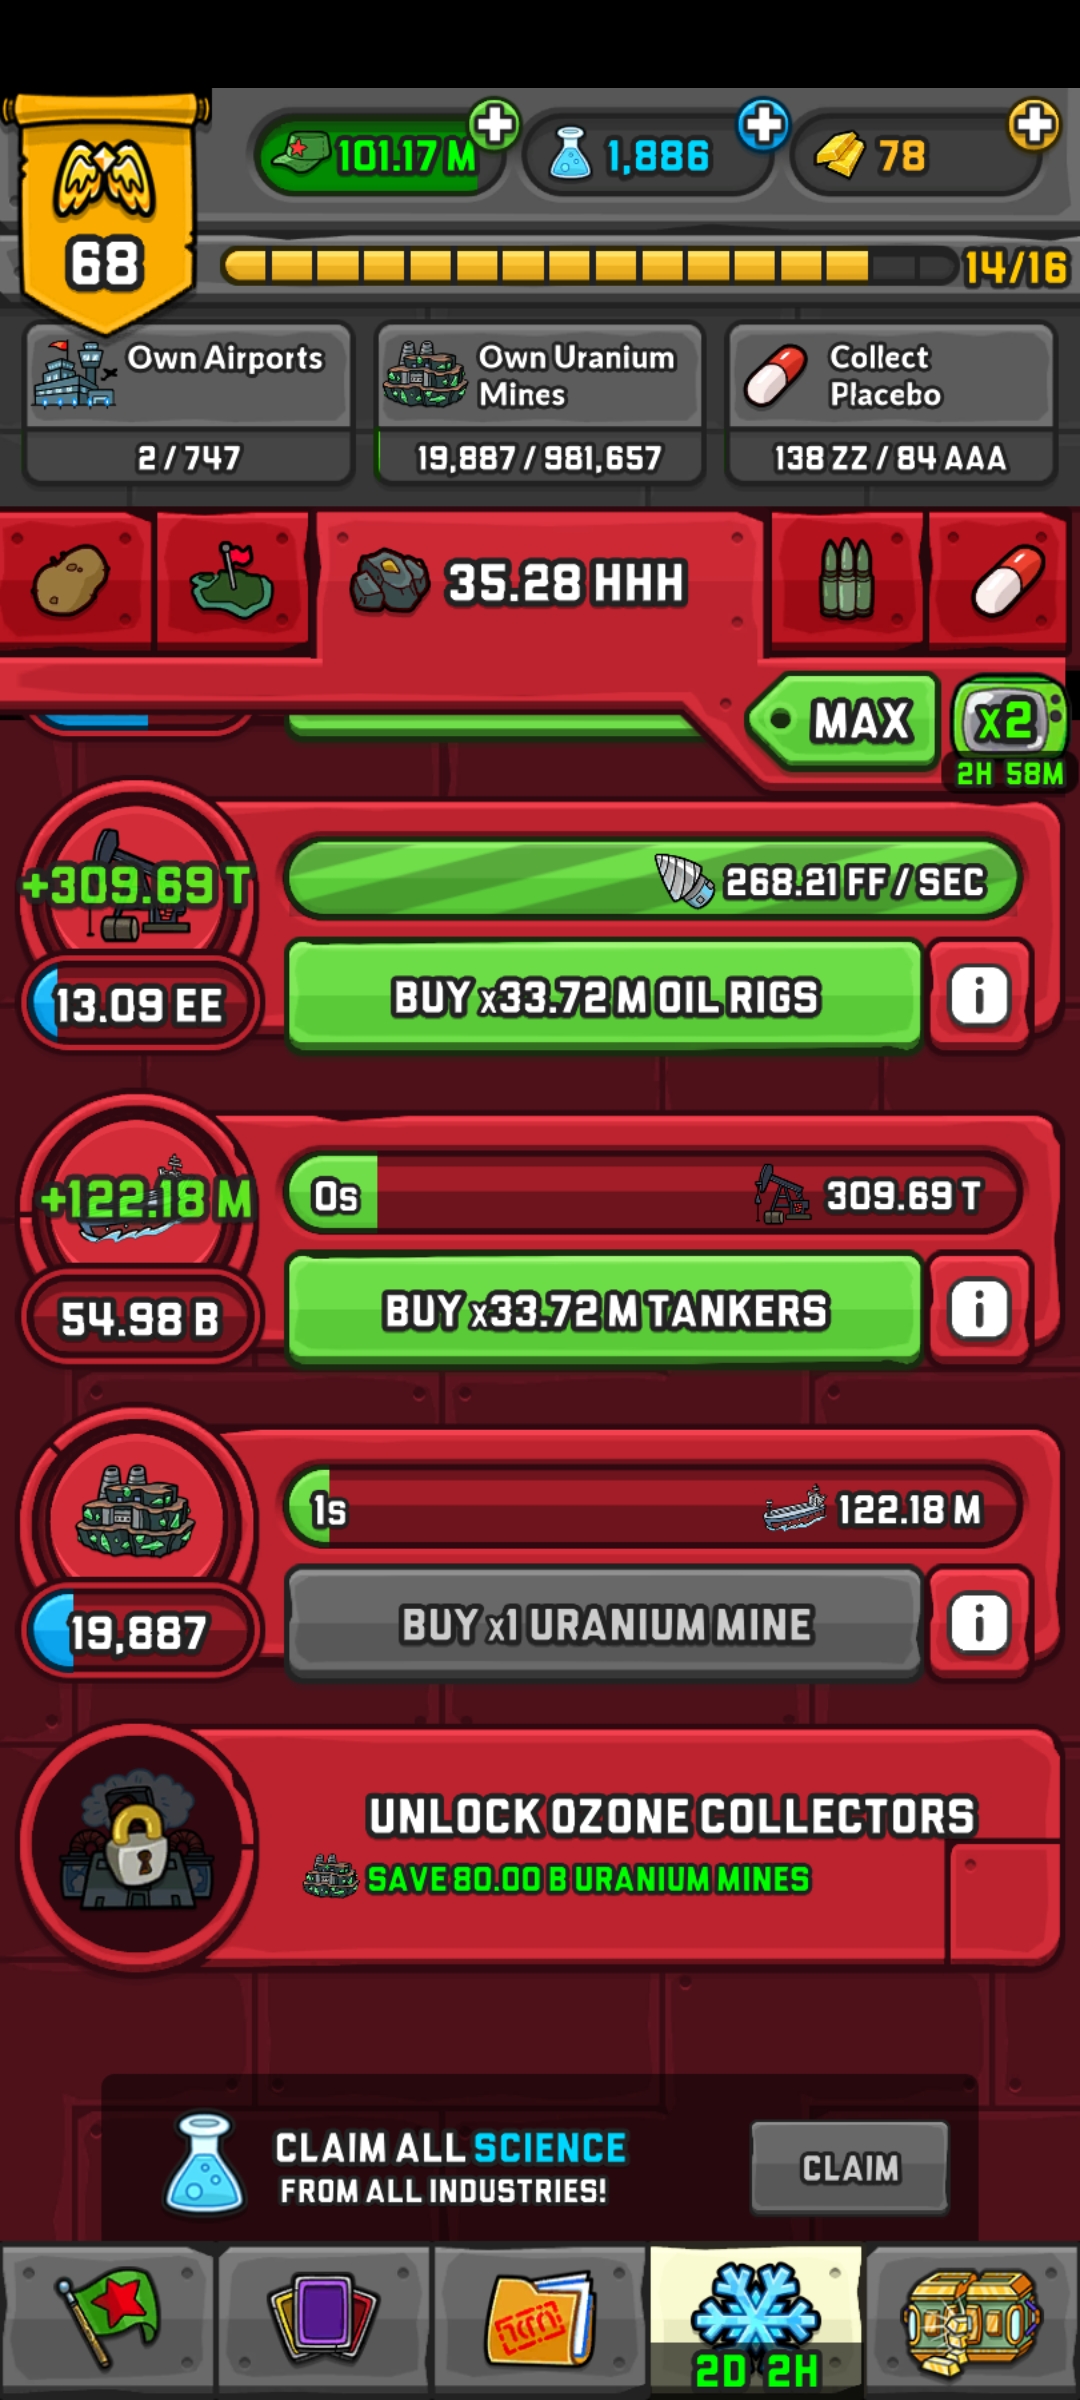 101.17 M
1,886
78
68
14/16
Own Airports
2 / 747
Own Uranium
Mines
19,887 / 981,657
Collect
Placebo
138 ZZ / 84 AAA
35.28 HHH
MAX
x2
2H 58M
+309.69 T
268.21 FF / SEC
13.09 EE
BUY x33.72 M OIL RIGS
i
+122.18 M
0s
309.69 T
54.98 B
BUY x33.72 M TANKERS
i
1s
122.18 M
19,887
BUY x1 URANIUM MINE
i
UNLOCK OZONE COLLECTORS
SAVE 80.00 B URANIUM MINES
CLAIM ALL SCIENCE
FROM ALL INDUSTRIES!
CLAIM
2D 2H